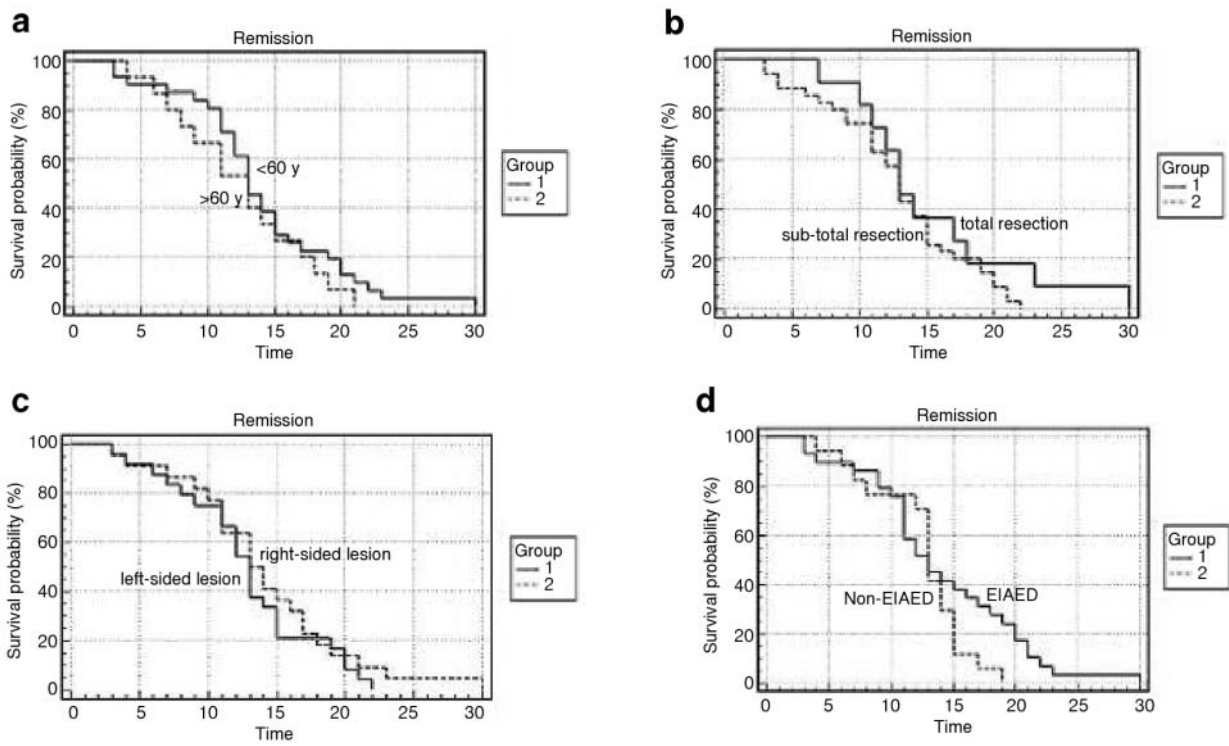 a
Remission
Survival probability (%)
100
80
60
40
20
0
<60 y
>60 y
0 5 10 15 20 25 30
Time
Group
1
2
b
Remission
Survival probability (%)
100
80
60
40
20
0
sub-total resection
total resection
0 5 10 15 20 25 30
Time
Group
1
2
c
Remission
Survival probability (%)
100
80
60
40
20
0
right-sided lesion
left-sided lesion
0 5 10 15 20 25 30
Time
Group
1
2
d
Remission
Survival probability (%)
100
80
60
40
20
0
Non-EIAED
EIAED
0 5 10 15 20 25 30
Time
Group
1
2